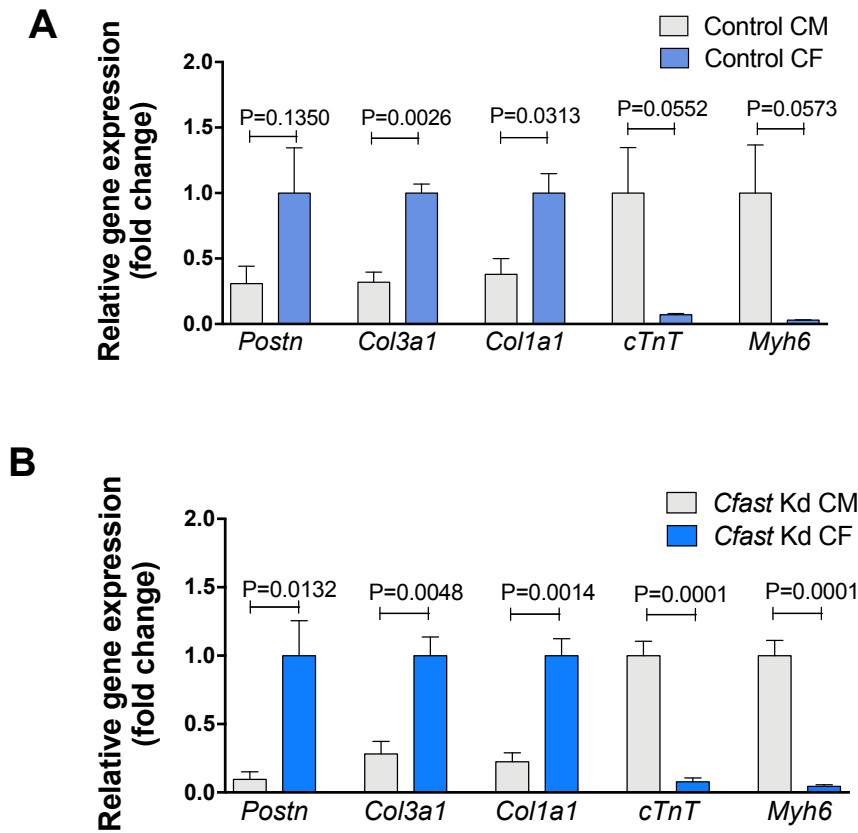 A
Control CM
Control CF
Relative gene expression
(fold change)
2.0
1.5
1.0
0.5
0.0
P=0.1350
P=0.0026
P=0.0313
P=0.0552
P=0.0573
Postn
Col3a1
Col1a1
cTnT
Myh6
B
Cfast Kd CM
Cfast Kd CF
Relative gene expression
(fold change)
2.0
1.5
1.0
0.5
0.0
P=0.0132
P=0.0048
P=0.0014
P=0.0001
P=0.0001
Postn
Col3a1
Col1a1
cTnT
Myh6